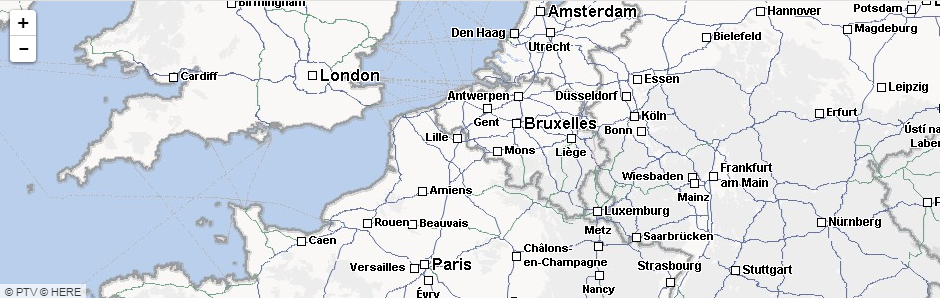 Birmingham
Amsterdam
Hannover
Potsdam
+
Den Haag
Utrecht
Bielefeld
Magdeburg
−
Cardiff
London
Essen
Leipzig
Antwerpen
Düsseldorf
Gent
Bruxelles
Köln
Erfurt
Lille
Bonn
Ústí na
Labe
Mons
Liège
Wiesbaden
Frankfurt
am Main
Amiens
Mainz
Luxemburg
Rouen
Beauvais
Nürnberg
Caen
Metz
Saarbrücken
Châlons-
en-Champagne
Versailles
Paris
Strasbourg
Stuttgart
Évry
Nancy
© PTV © HERE